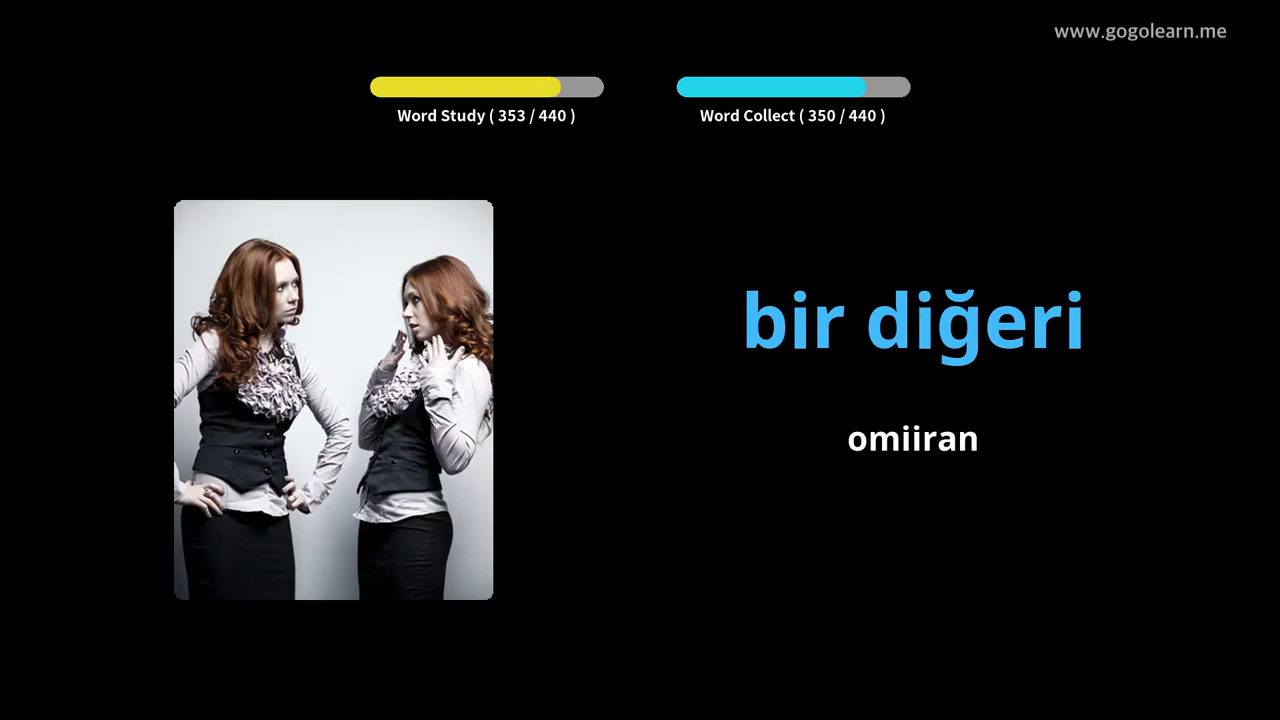 www.gogolearn.me
Word Study ( 353 / 440 )
Word Collect ( 350 / 440 )
bir diğeri
omiiran